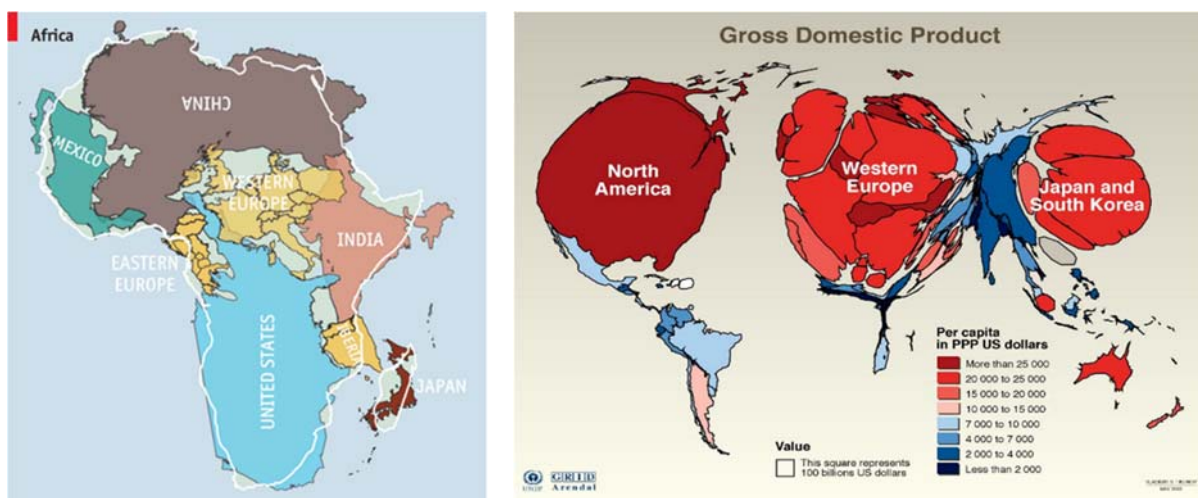 Africa
CHINA
MEXICO
WESTERN
EUROPE
INDIA
EASTERN
EUROPE
UNITED STATES
IBERIA
JAPAN
Gross Domestic Product
North
America
Western
Europe
Japan and
South Korea
Per capita
in PPP US dollars
More than 25 000
20 000 to 25 000
15 000 to 20 000
10 000 to 15 000
7 000 to 10 000
4 000 to 7 000
2 000 to 4 000
Less than 2 000
Value
This square represents
100 billions US dollars
UNEP
GRID
Arendal